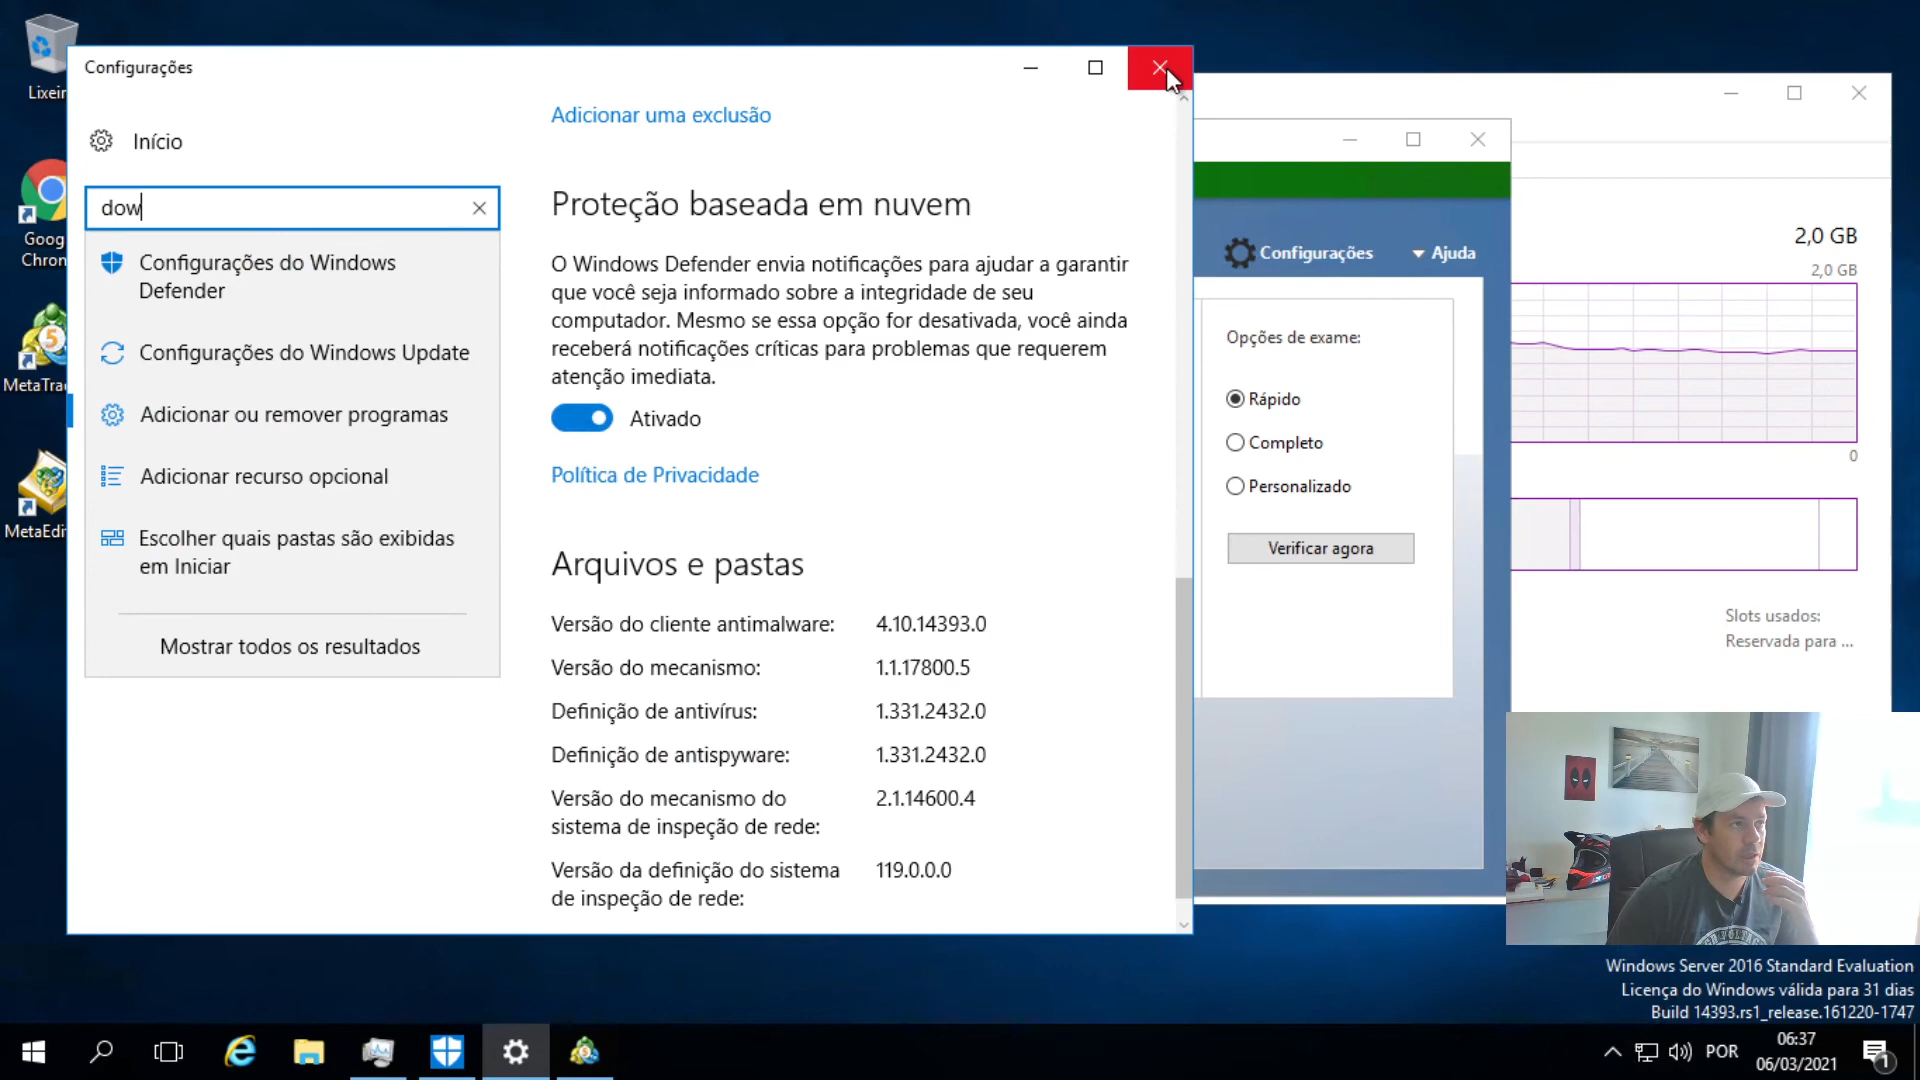 Lixeir
Goog
Chron
MetaTrad
MetaEdi
Configurações
Início
dow
Configurações do Windows
Defender
Configurações do Windows Update
Adicionar ou remover programas
Adicionar recurso opcional
Escolher quais pastas são exibidas
em Iniciar
Mostrar todos os resultados
Adicionar uma exclusão
Proteção baseada em nuvem
O Windows Defender envia notificações para ajudar a garantir
que você seja informado sobre a integridade de seu
computador. Mesmo se essa opção for desativada, você ainda
receberá notificações críticas para problemas que requerem
atenção imediata.
Ativado
Política de Privacidade
Arquivos e pastas
Versão do cliente antimalware: 4.10.14393.0
Versão do mecanismo: 1.1.17800.5
Definição de antivírus: 1.331.2432.0
Definição de antispyware: 1.331.2432.0
Versão do mecanismo do 2.1.14600.4
sistema de inspeção de rede:
Versão da definição do sistema 119.0.0.0
de inspeção de rede:
Configurações Ajuda
Opções de exame:
Rápido
Completo
Personalizado
Verificar agora
2,0 GB
2,0 GB
0
Slots usados:
Reservada para ...
Windows Server 2016 Standard Evaluation
Licença do Windows válida para 31 dias
Build 14393.rs1_release.161220-1747
POR
06:37
06/03/2021
1